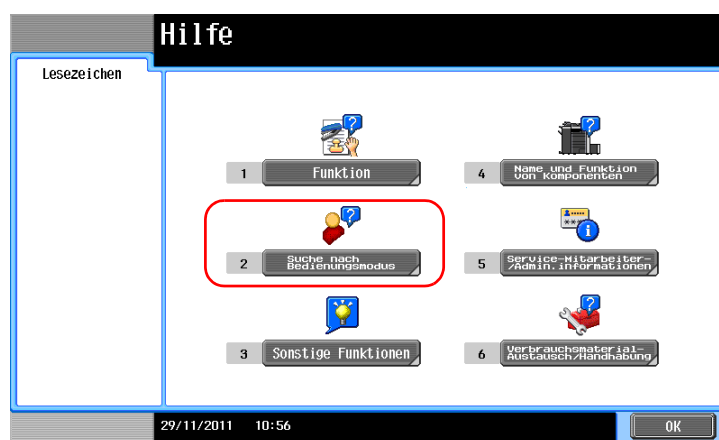 Hilfe
Lesezeichen
1 Funktion
4 Name und Funktion
von Komponenten
2 Suche nach
Bedienungsmodus
5 Service-Mitarbeiter-
/Admin.informationen
3 Sonstige Funktionen
6 Verbrauchsmaterial-
Austausch/Handhabung
29/11/2011 10:56
OK